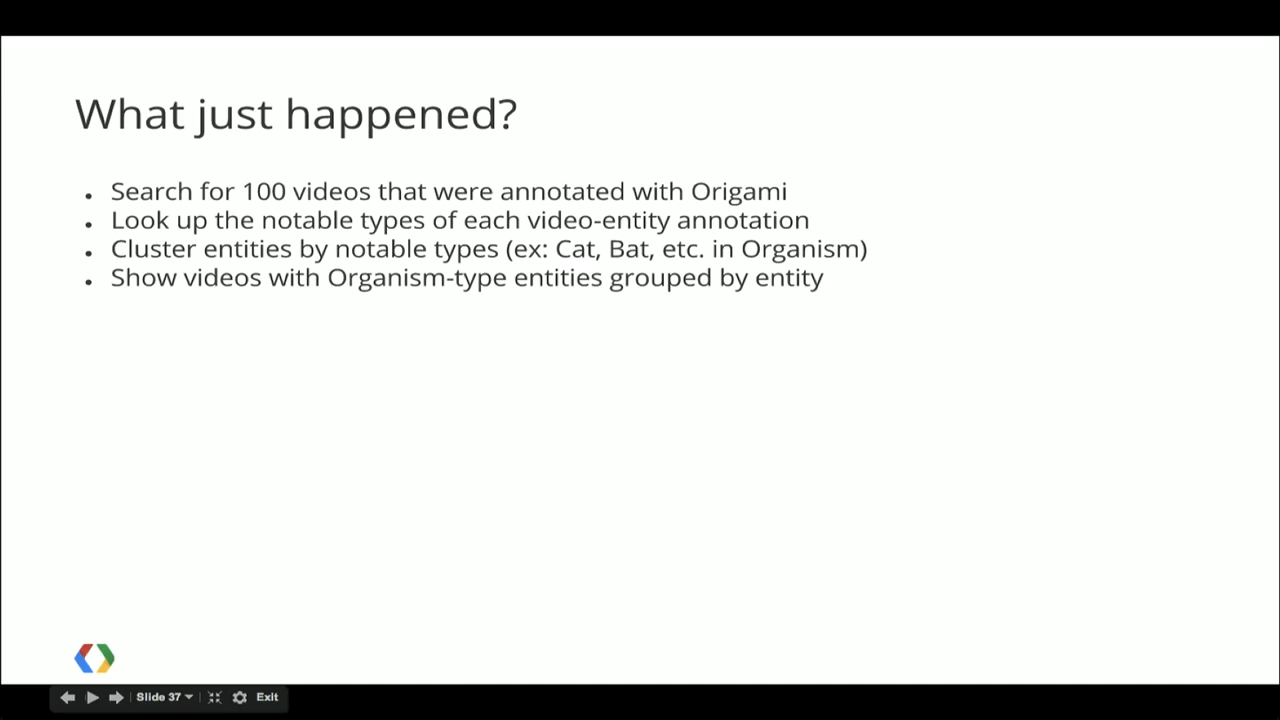 What just happened?
. Search for 100 videos that were annotated with Origami
. Look up the notable types of each video-entity annotation
. Cluster entities by notable types (ex: Cat, Bat, etc. in Organism)
. Show videos with Organism-type entities grouped by entity
Slide 37 Exit